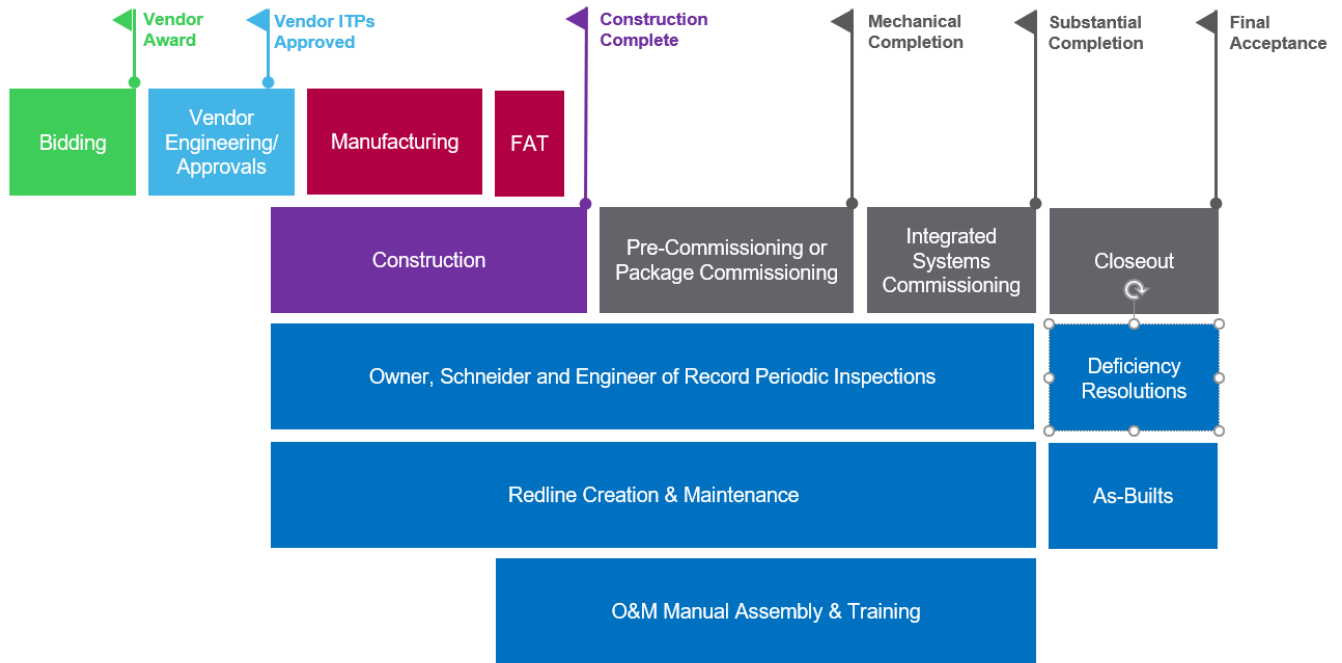 Vendor
Award
Vendor ITPs
Approved
Construction
Complete
Mechanical
Completion
Substantial
Completion
Final
Acceptance
Bidding
Vendor
Engineering/
Approvals
Manufacturing
FAT
Construction
Pre-Commissioning or
Package Commissioning
Integrated
Systems
Commissioning
Closeout
Owner, Schneider and Engineer of Record Periodic Inspections
Deficiency
Resolutions
Redline Creation & Maintenance
As-Builts
O&M Manual Assembly & Training